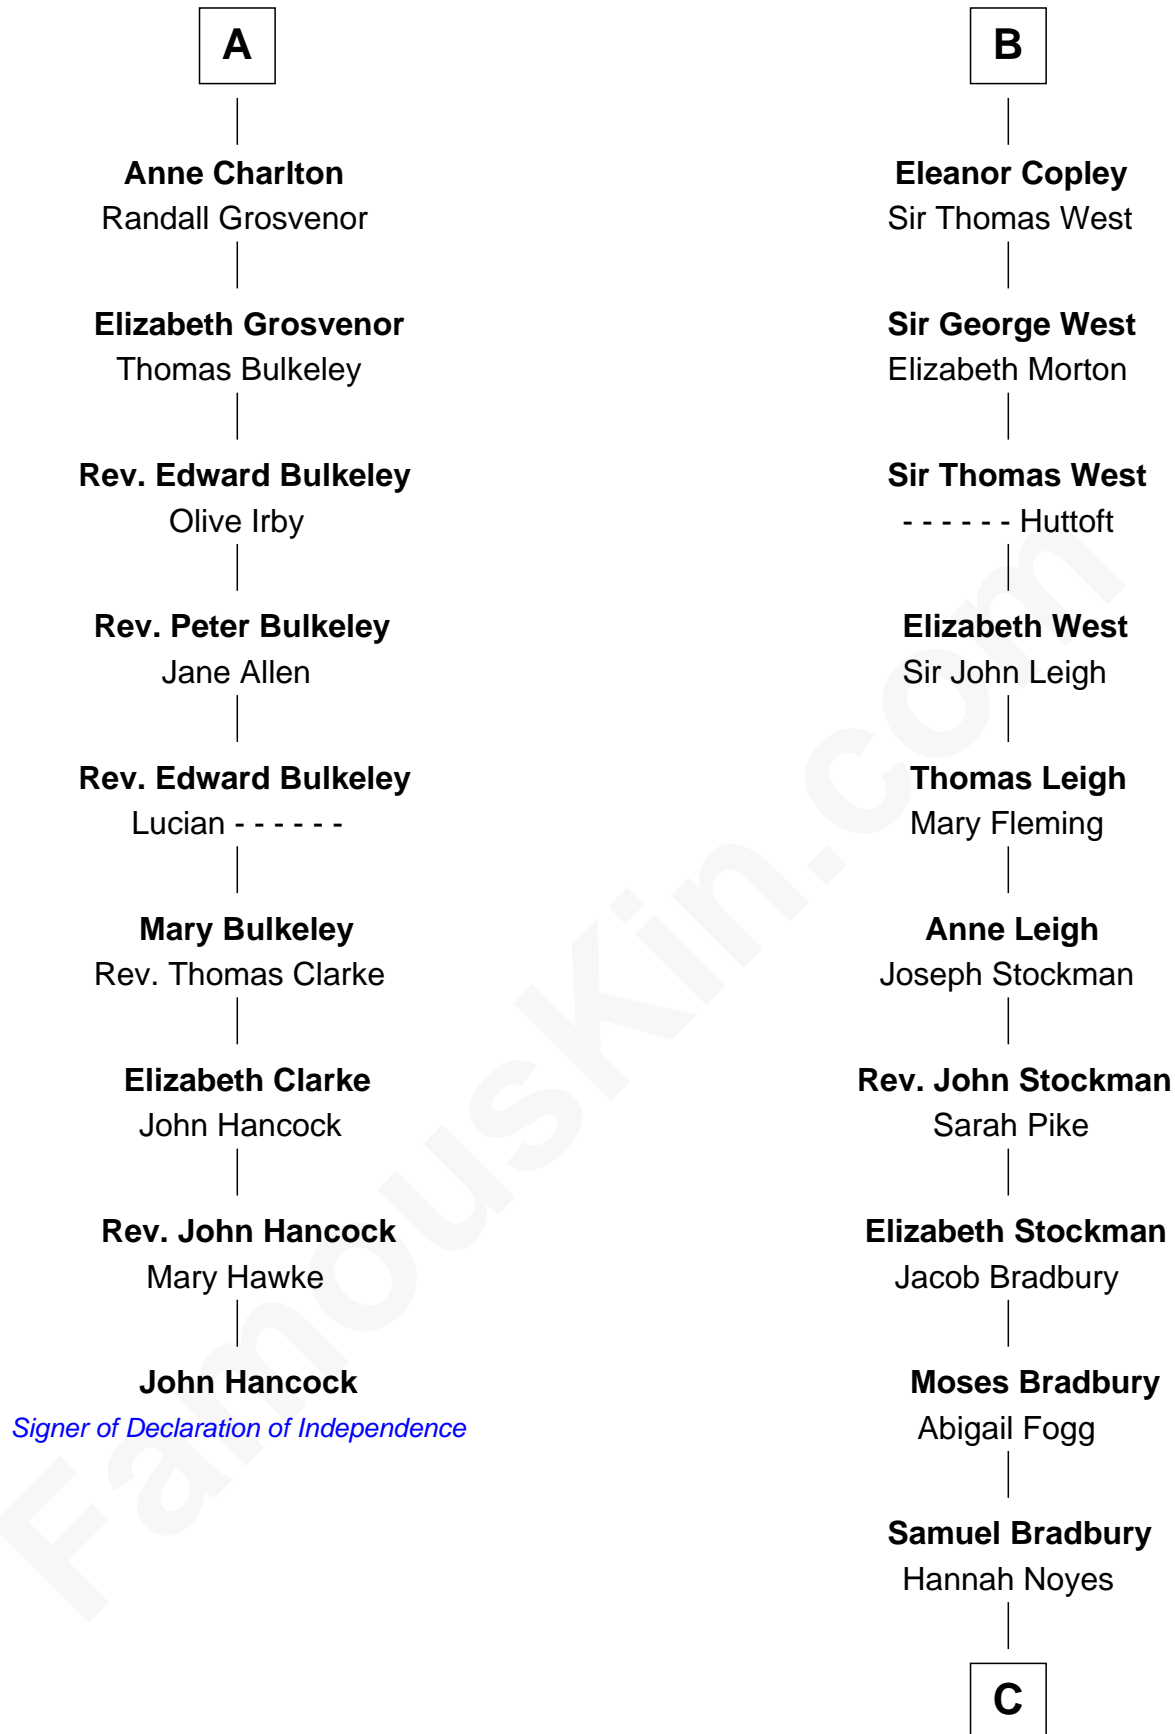 A
Anne Charlton
Randall Grosvenor
Elizabeth Grosvenor
Thomas Bulkeley
Rev. Edward Bulkeley
Olive Irby
Rev. Peter Bulkeley
Jane Allen
Rev. Edward Bulkeley
Lucian - - - - - -
Mary Bulkeley
Rev. Thomas Clarke
Elizabeth Clarke
John Hancock
Rev. John Hancock
Mary Hawke
John Hancock
Signer of Declaration of Independence
B
Eleanor Copley
Sir Thomas West
Sir George West
Elizabeth Morton
Sir Thomas West
- - - - - - Huttoft
Elizabeth West
Sir John Leigh
Thomas Leigh
Mary Fleming
Anne Leigh
Joseph Stockman
Rev. John Stockman
Sarah Pike
Elizabeth Stockman
Jacob Bradbury
Moses Bradbury
Abigail Fogg
Samuel Bradbury
Hannah Noyes
C
FamousKin.com